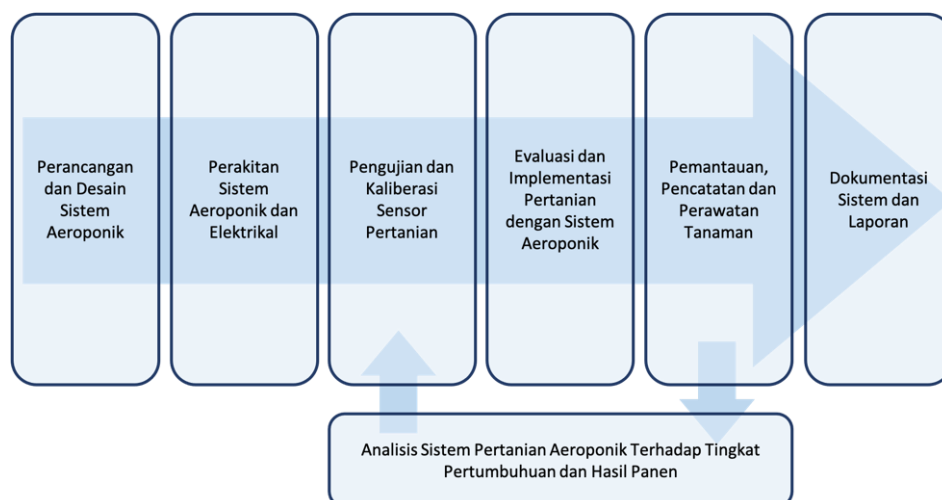 Perancangan
dan Desain
Sistem
Aeroponik
Perakitan
Sistem
Aeroponik dan
Elektrikal
Pengujian dan
Kaliberasi
Sensor
Pertanian
Evaluasi dan
Implementasi
Pertanian
dengan Sistem
Aeroponik
Pemantauan,
Pencatatan dan
Perawatan
Tanaman
Dokumentasi
Sistem dan
Laporan
Analisis Sistem Pertanian Aeroponik Terhadap Tingkat
Pertumbuhuan dan Hasil Panen